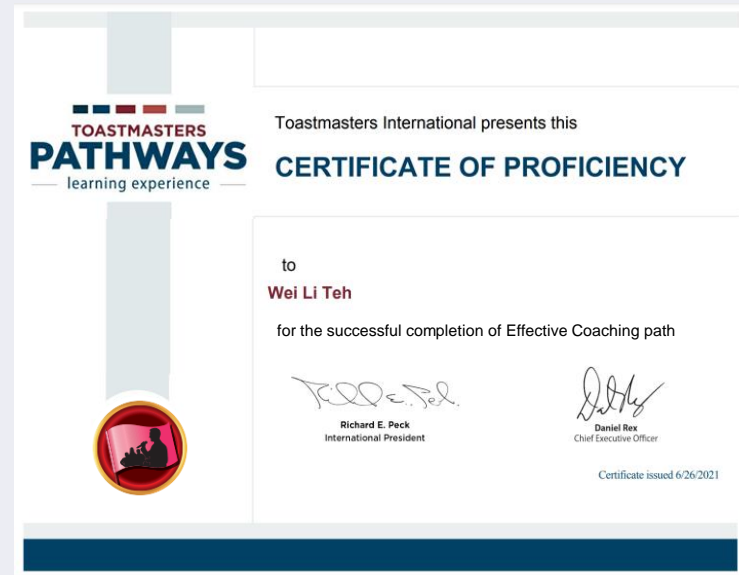 TOASTMASTERS
PATHWAYS
learning experience
Toastmasters International presents this
CERTIFICATE OF PROFICIENCY
to
Wei Li Teh
for the successful completion of Effective Coaching path
Richard E. Peck
International President
Daniel Rex
Chief Executive Officer
Certificate issued 6/26/2021